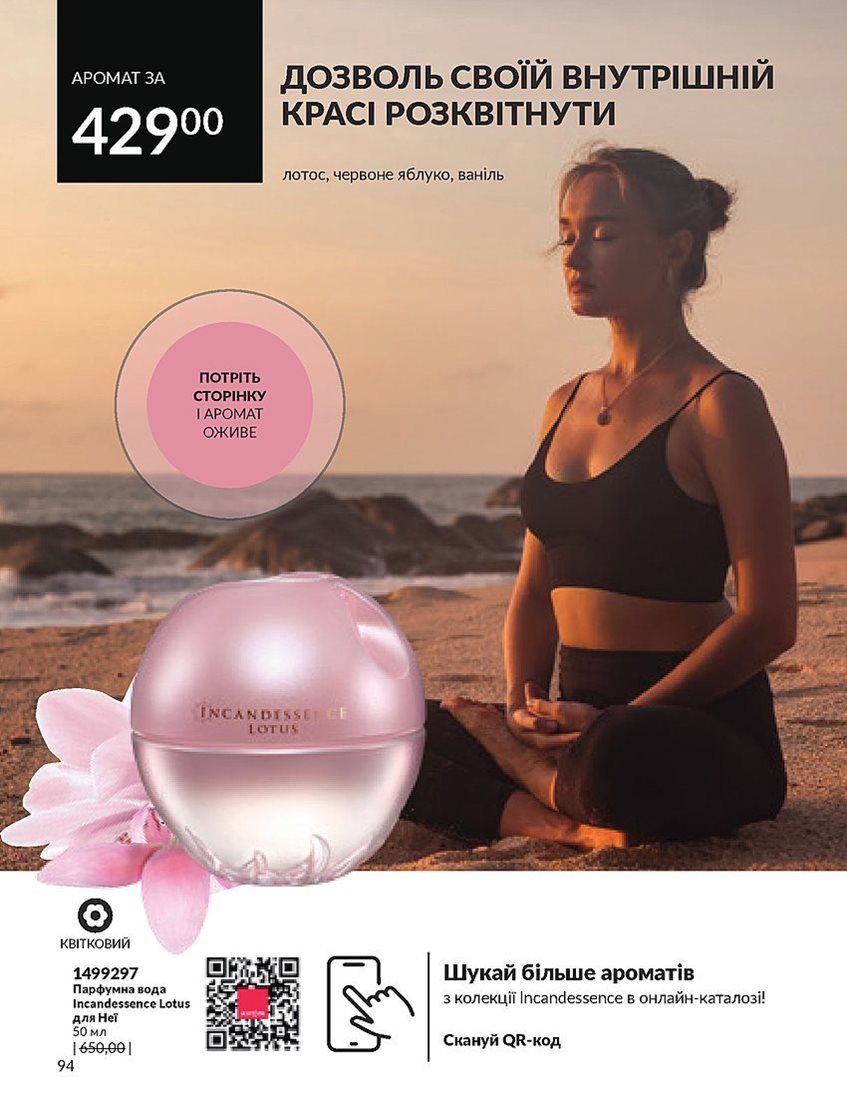 АРОМАТ ЗА
429⁰⁰
ДОЗВОЛЬ СВОЇЙ ВНУТРІШНІЙ
КРАСІ РОЗКВІТНУТИ
лотос, червоне яблуко, ваніль
ПОТРІТЬ
СТОРІНКУ
І АРОМАТ
ОЖИВЕ
INCANDESSENCE
LOTUS
КВІТКОВИЙ
1499297
Парфумна вода
Incandessence Lotus
для Неї
50 мл
| 650,00 |
94
Шукай більше ароматів
з колекції Incandessence в онлайн-каталозі!
Скануй QR-код